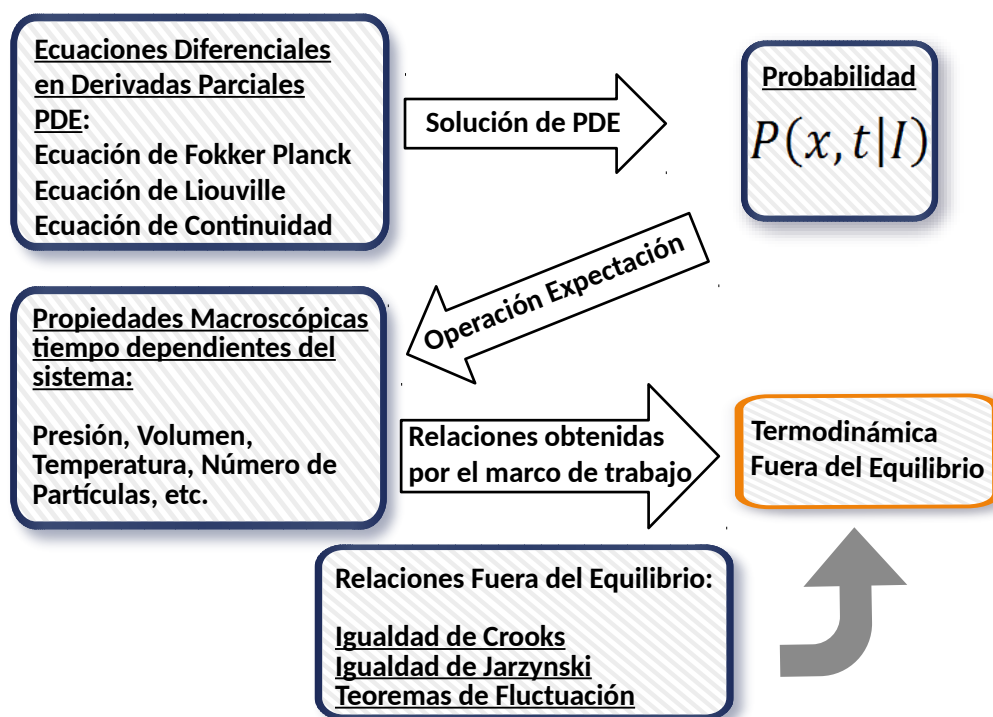 Ecuaciones Diferenciales
en Derivadas Parciales
PDE:
Ecuación de Fokker Planck
Ecuación de Liouville
Ecuación de Continuidad
Solución de PDE
Probabilidad
P(x, t|I)
Operación Expectación
Propiedades Macroscópicas
tiempo dependientes del
sistema:
Presión, Volumen,
Temperatura, Número de
Partículas, etc.
Relaciones obtenidas
por el marco de trabajo
Termodinámica
Fuera del Equilibrio
Relaciones Fuera del Equilibrio:
Igualdad de Crooks
Igualdad de Jarzynski
Teoremas de Fluctuación